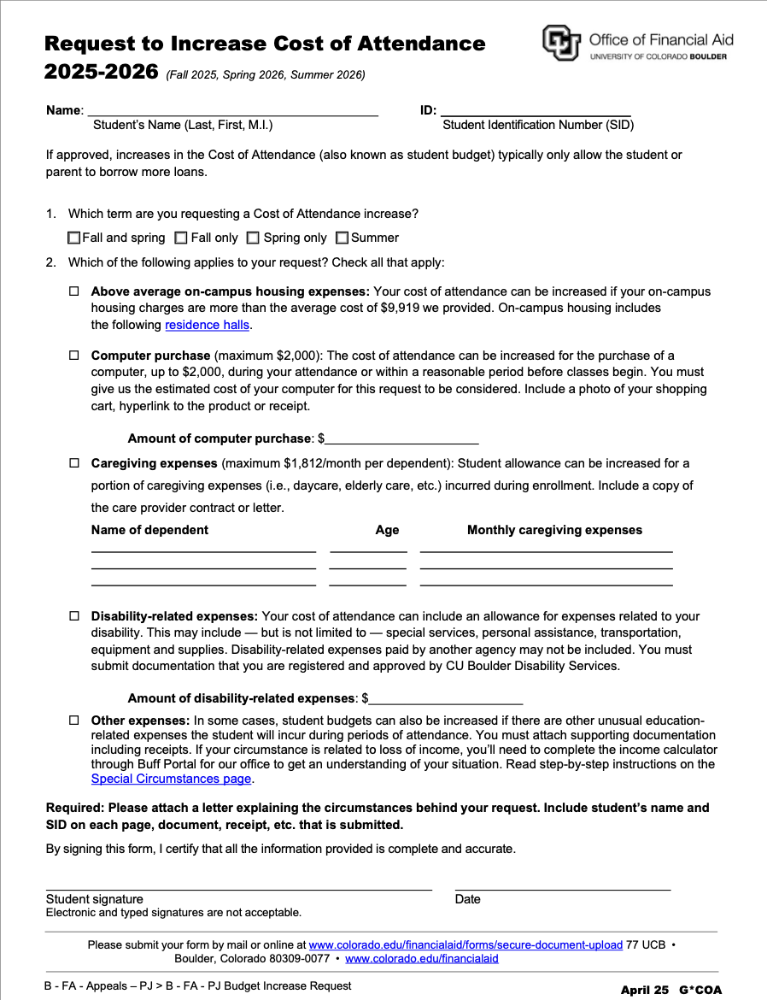 Request to Increase Cost of Attendance
2025-2026 (Fall 2025, Spring 2026, Summer 2026)
CU Office of Financial Aid
UNIVERSITY OF COLORADO BOULDER
Name: ____________________ ID: ____________________
Student's Name (Last, First, M.I.) Student Identification Number (SID)
If approved, increases in the Cost of Attendance (also known as student budget) typically only allow the student or
parent to borrow more loans.
1. Which term are you requesting a Cost of Attendance increase?
☐ Fall and spring ☐ Fall only ☐ Spring only ☐ Summer
2. Which of the following applies to your request? Check all that apply:
☐ Above average on-campus housing expenses: Your cost of attendance can be increased if your on-campus
housing charges are more than the average cost of $9,919 we provided. On-campus housing includes
the following residence halls.
☐ Computer purchase (maximum $2,000): The cost of attendance can be increased for the purchase of a
computer, up to $2,000, during your attendance or within a reasonable period before classes begin. You must
give us the estimated cost of your computer for this request to be considered. Include a photo of your shopping
cart, hyperlink to the product or receipt.
Amount of computer purchase: $____________________
☐ Caregiving expenses (maximum $1,812/month per dependent): Student allowance can be increased for a
portion of caregiving expenses (i.e., daycare, elderly care, etc.) incurred during enrollment. Include a copy of
the care provider contract or letter.
Name of dependent Age Monthly caregiving expenses
☐ Disability-related expenses: Your cost of attendance can include an allowance for expenses related to your
disability. This may include — but is not limited to — special services, personal assistance, transportation,
equipment and supplies. Disability-related expenses paid by another agency may not be included. You must
submit documentation that you are registered and approved by CU Boulder Disability Services.
Amount of disability-related expenses: $____________________
☐ Other expenses: In some cases, student budgets can also be increased if there are other unusual education-
related expenses the student will incur during periods of attendance. You must attach supporting documentation
including receipts. If your circumstance is related to loss of income, you'll need to complete the income calculator
through Buff Portal for our office to get an understanding of your situation. Read step-by-step instructions on the
Special Circumstances page.
Required: Please attach a letter explaining the circumstances behind your request. Include student's name and
SID on each page, document, receipt, etc. that is submitted.
By signing this form, I certify that all the information provided is complete and accurate.
Student signature Date
Electronic and typed signatures are not acceptable.
Please submit your form by mail or online at www.colorado.edu/financialaid/forms/secure-document-upload 77 UCB •
Boulder, Colorado 80309-0077 • www.colorado.edu/financialaid
B - FA - Appeals – PJ > B - FA - PJ Budget Increase Request
April 25 G*COA